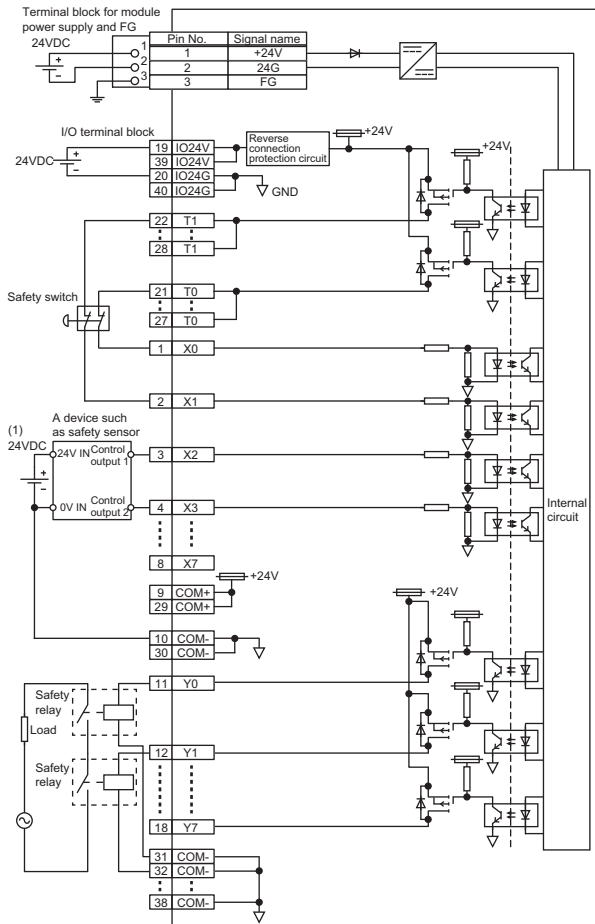 Terminal block for module
power supply and FG
24VDC
+
-
1
2
3
Pin No. Signal name
1 +24V
2 24G
3 FG
I/O terminal block
24VDC
+
-
19 IO24V
39 IO24V
20 IO24G
40 IO24G
Reverse
connection
protection circuit
+24V
GND
+24V
22 T1
28 T1
Safety switch
21 T0
27 T0
1 X0
2 X1
(1)
24VDC
+
-
A device such
as safety sensor
24V IN Control
output 1
0V IN Control
output 2
3 X2
4 X3
Internal
circuit
8 X7
+24V
9 COM+
29 COM+
+24V
10 COM-
30 COM-
11 Y0
Safety
relay
Load
12 Y1
Safety
relay
18 Y7
31 COM-
32 COM-
38 COM-